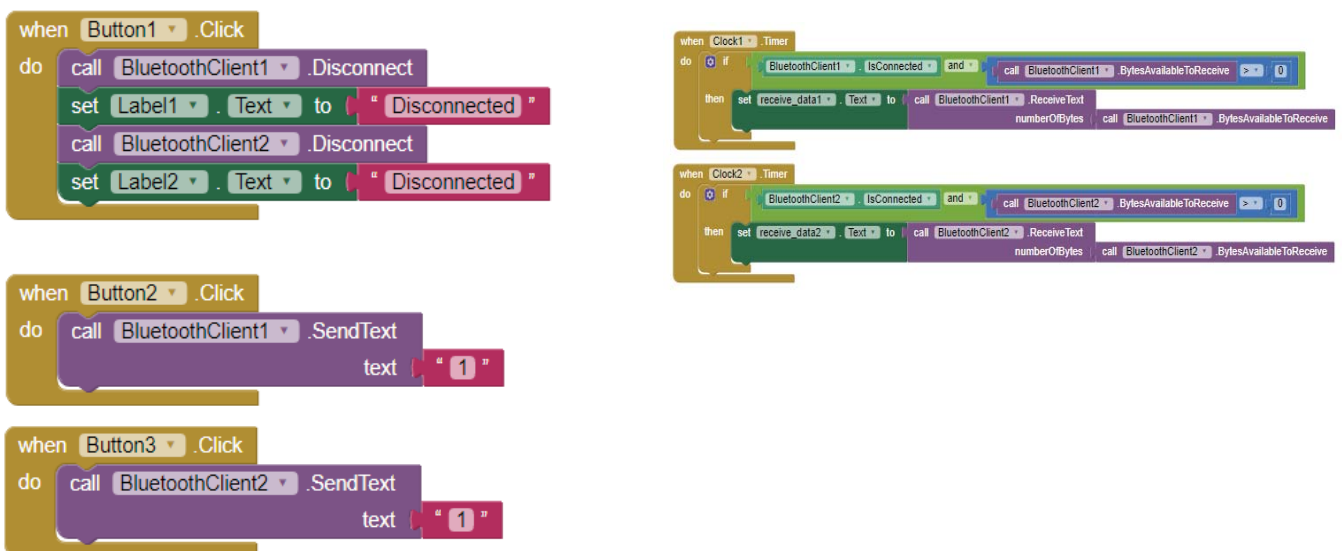 when Button1 .Click
do call BluetoothClient1 .Disconnect
set Label1 . Text to " Disconnected "
call BluetoothClient2 .Disconnect
set Label2 . Text to " Disconnected "
when Button2 .Click
do call BluetoothClient1 .SendText
text " 1 "
when Button3 .Click
do call BluetoothClient2 .SendText
text " 1 "
when Clock1 .Timer
do if BluetoothClient1 . IsConnected and call BluetoothClient1 .BytesAvailableToReceive > 0
then set receive_data1 . Text to call BluetoothClient1 .ReceiveText
numberOfBytes call BluetoothClient1 .BytesAvailableToReceive
when Clock2 .Timer
do if BluetoothClient2 . IsConnected and call BluetoothClient2 .BytesAvailableToReceive > 0
then set receive_data2 . Text to call BluetoothClient2 .ReceiveText
numberOfBytes call BluetoothClient2 .BytesAvailableToReceive